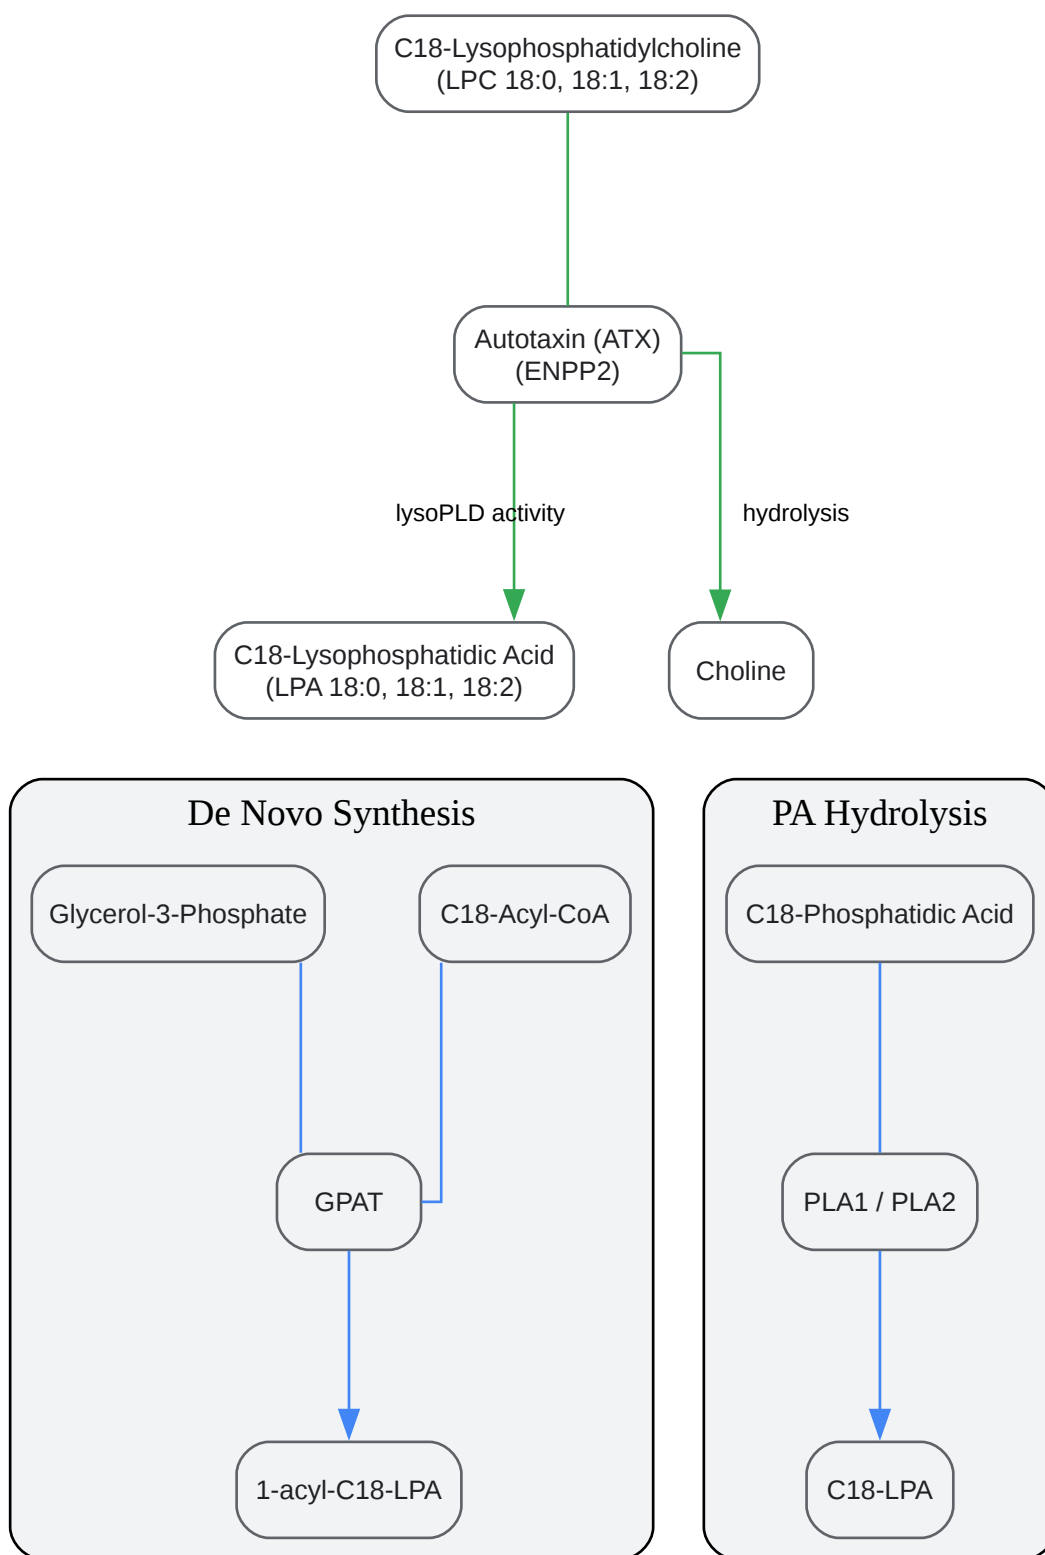 C18-Lysophosphatidylcholine
(LPC 18:0, 18:1, 18:2)
Autotaxin (ATX)
(ENPP2)
lysoPLD activity
hydrolysis
C18-Lysophosphatidic Acid
(LPA 18:0, 18:1, 18:2)
Choline
De Novo Synthesis
Glycerol-3-Phosphate
C18-Acyl-CoA
GPAT
1-acyl-C18-LPA
PA Hydrolysis
C18-Phosphatidic Acid
PLA1 / PLA2
C18-LPA